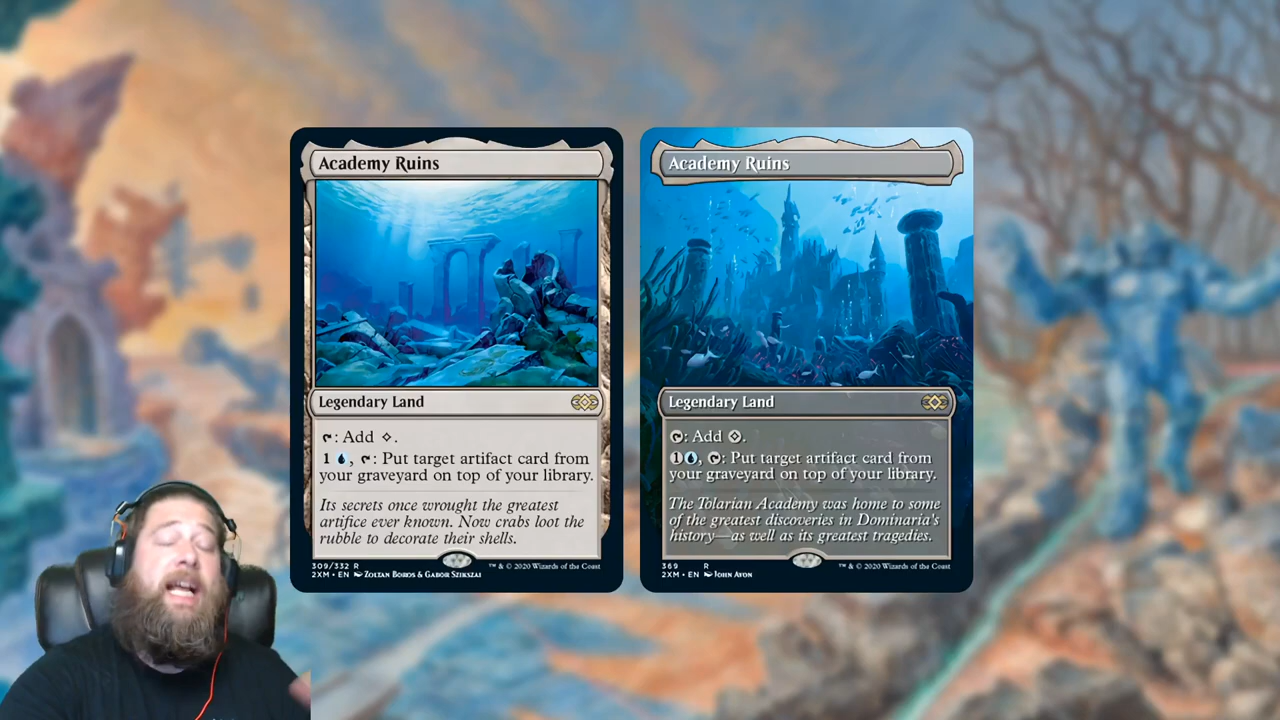 Academy Ruins
Legendary Land
: Add .
1 , : Put target artifact card from
your graveyard on top of your library.
Its secrets once wrought the greatest
artifice ever known. Now crabs loot the
rubble to decorate their shells.
309/332 R
2XM • EN Zoltan Boros & Gabor Szikszai
™ & © 2020 Wizards of the Coast
Academy Ruins
Legendary Land
: Add .
1 , : Put target artifact card from
your graveyard on top of your library.
The Tolarian Academy was home to some
of the greatest discoveries in Dominaria's
history—as well as its greatest tragedies.
369 R
2XM • EN John Avon
™ & © 2020 Wizards of the Coast